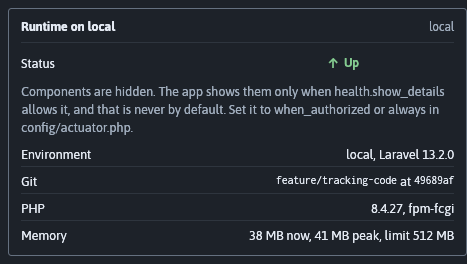 Runtime on local local
Status ↑ Up
Components are hidden. The app shows them only when health.show_details
allows it, and that is never by default. Set it to when_authorized or always in
config/actuator.php.
Environment local, Laravel 13.2.0
Git feature/tracking-code at 49689af
PHP 8.4.27, fpm-fcgi
Memory 38 MB now, 41 MB peak, limit 512 MB